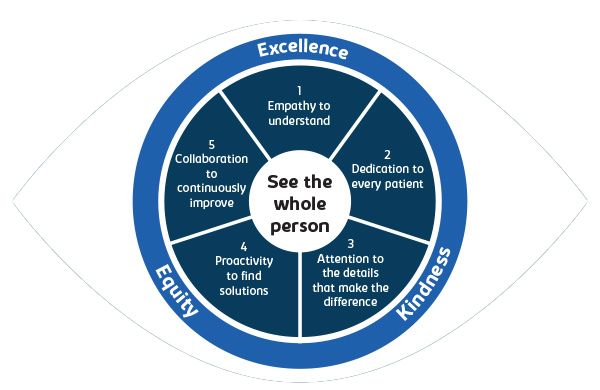 Excellence
1
Empathy to
understand
2
Dedication to
every patient
3
Attention to
the details
that make the
difference
4
Proactivity
to find
solutions
5
Collaboration
to
continuously
improve
See the
whole
person
Kindness
Equity